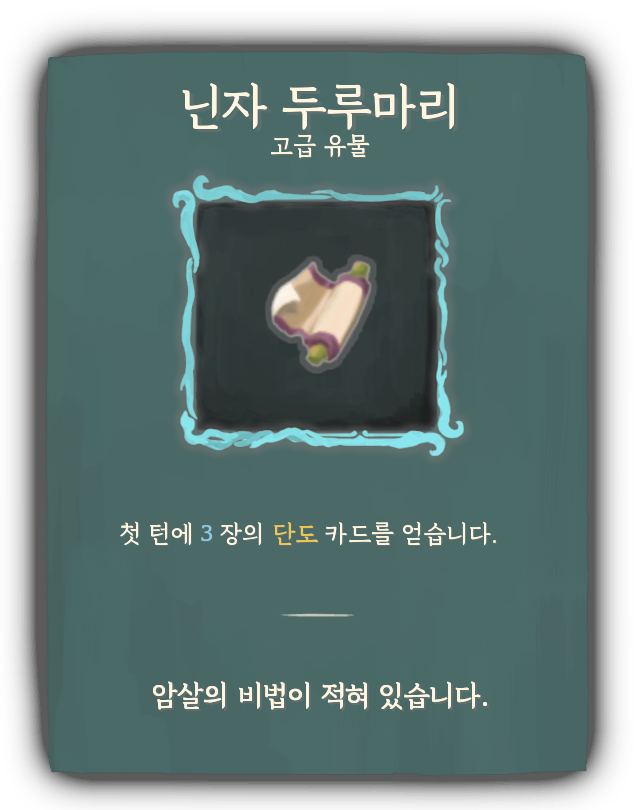 닌자 두루마리
고급 유물
첫 턴에 3 장의 단도 카드를 얻습니다.
암살의 비법이 적혀 있습니다.